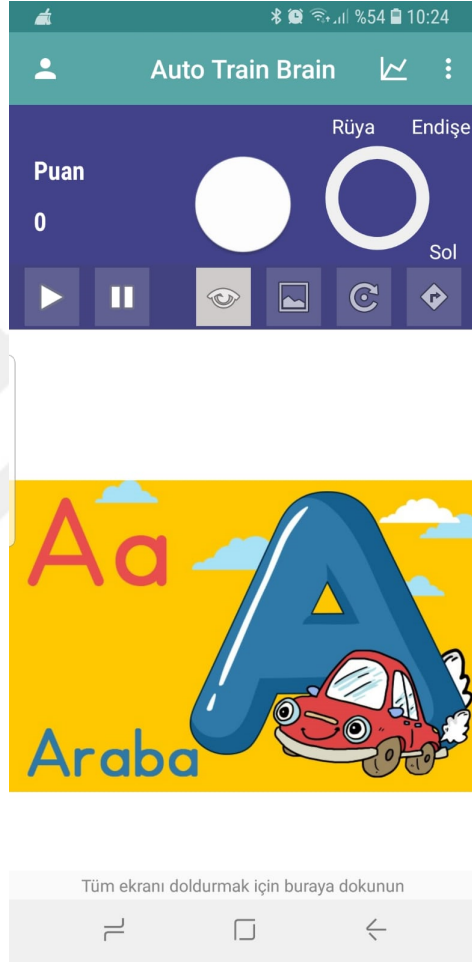 %54 10:24
Auto Train Brain
Rüya Endişe
Puan
0
Sol
Aa
A
Araba
Tüm ekranı doldurmak için buraya dokunun